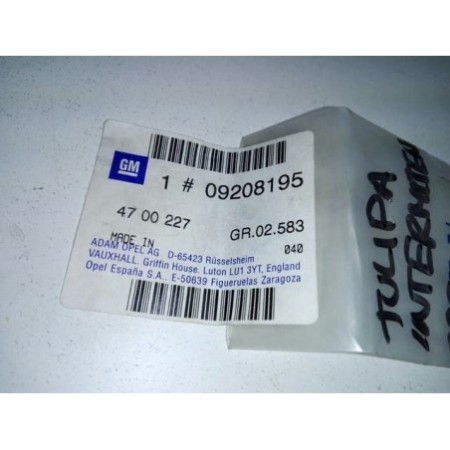 GM
1 # 09208195
47 00 227
GR.02.583
MADE IN
040
ADAM OPEL AG D-65423 Rüsselsheim
VAUXHALL. Griffin House. Luton LU1 3YT, England
Opel España S.A.. E-50639 Figueruelas Zaragoza
TULIPA